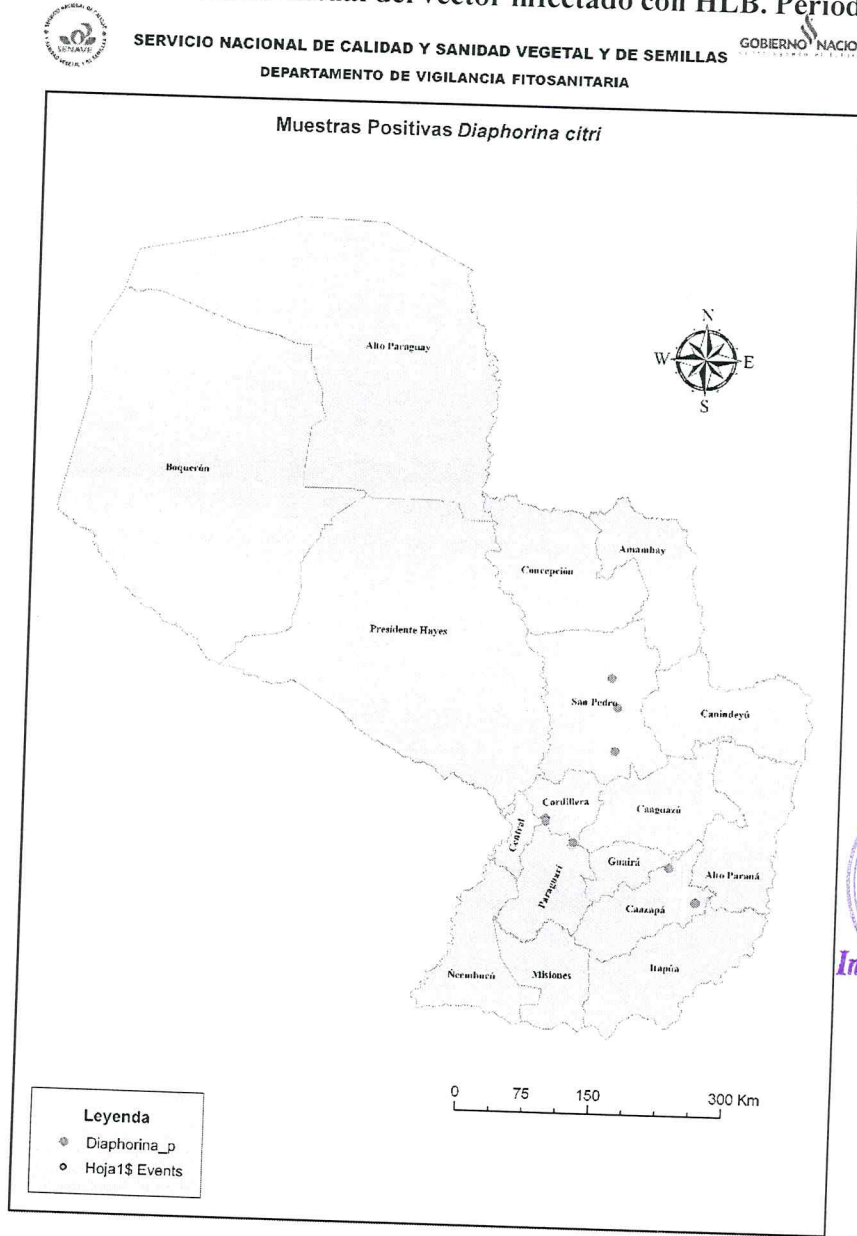 del vector infectado con HLB. Period
SENAVE
SERVICIO NACIONAL DE CALIDAD Y SANIDAD VEGETAL Y DE SEMILLAS
GOBIERNO NACIO
DEPARTAMENTO DE VIGILANCIA FITOSANITARIA
Muestras Positivas Diaphorina citri
N
W
E
S
Alto Paraguay
Boquerón
Concepción
Amambay
Presidente Hayes
San Pedro
Canindeyú
Cordillera
Caaguazú
Central
Guairá
Alto Paraná
Paraguarí
Caazapá
Ñeembucú
Misiones
Itapúa
In
0 75 150 300 Km
Leyenda
Diaphorina_p
Hoja1$ Events